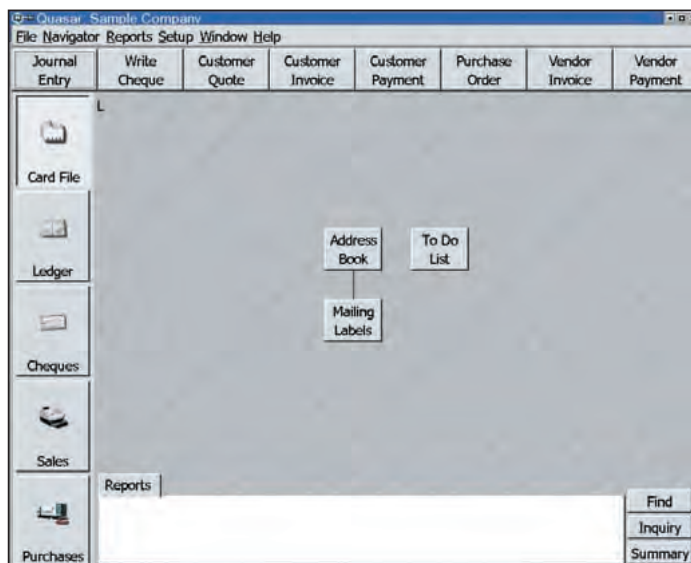 Quasar Sample Company
File Navigator Reports Setup Window Help
Journal Entry
Write Cheque
Customer Quote
Customer Invoice
Customer Payment
Purchase Order
Vendor Invoice
Vendor Payment
L
Card File
Address Book
To Do List
Ledger
Mailing Labels
Cheques
Sales
Reports
Find
Inquiry
Purchases
Summary